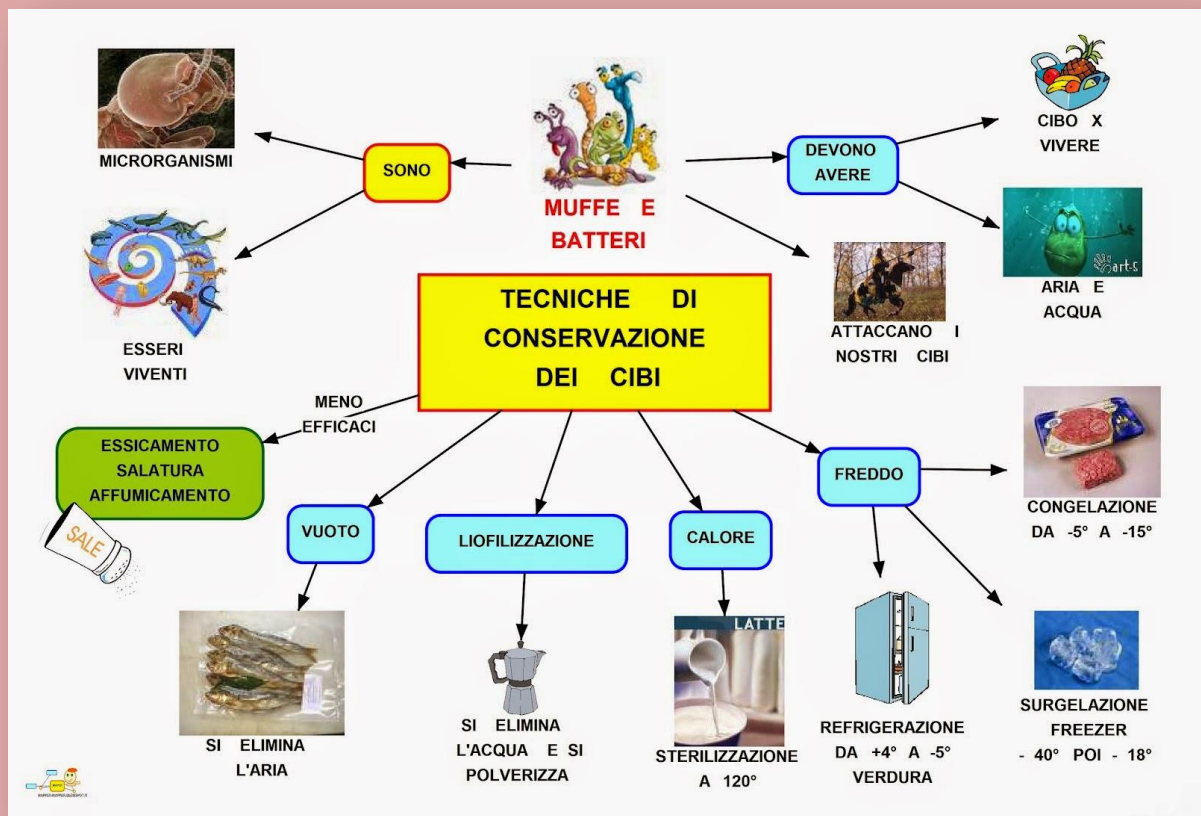 MICRORGANISMI
SONO
MUFFE E
BATTERI
DEVONO
AVERE
CIBO X
VIVERE
ARIA E
ACQUA
art-s
ATTACCANO I
NOSTRI CIBI
ESSERI
VIVENTI
TECNICHE DI
CONSERVAZIONE
DEI CIBI
MENO
EFFICACI
ESSICAMENTO
SALATURA
AFFUMICAMENTO
SALE
VUOTO
SI ELIMINA
L'ARIA
LIOFILIZZAZIONE
SI ELIMINA
L'ACQUA E SI
POLVERIZZA
CALORE
LATTE
STERILIZZAZIONE
A 120°
FREDDO
CONGELAZIONE
DA -5° A -15°
REFRIGERAZIONE
DA +4° A -5°
VERDURA
SURGELAZIONE
FREEZER
- 40° POI - 18°